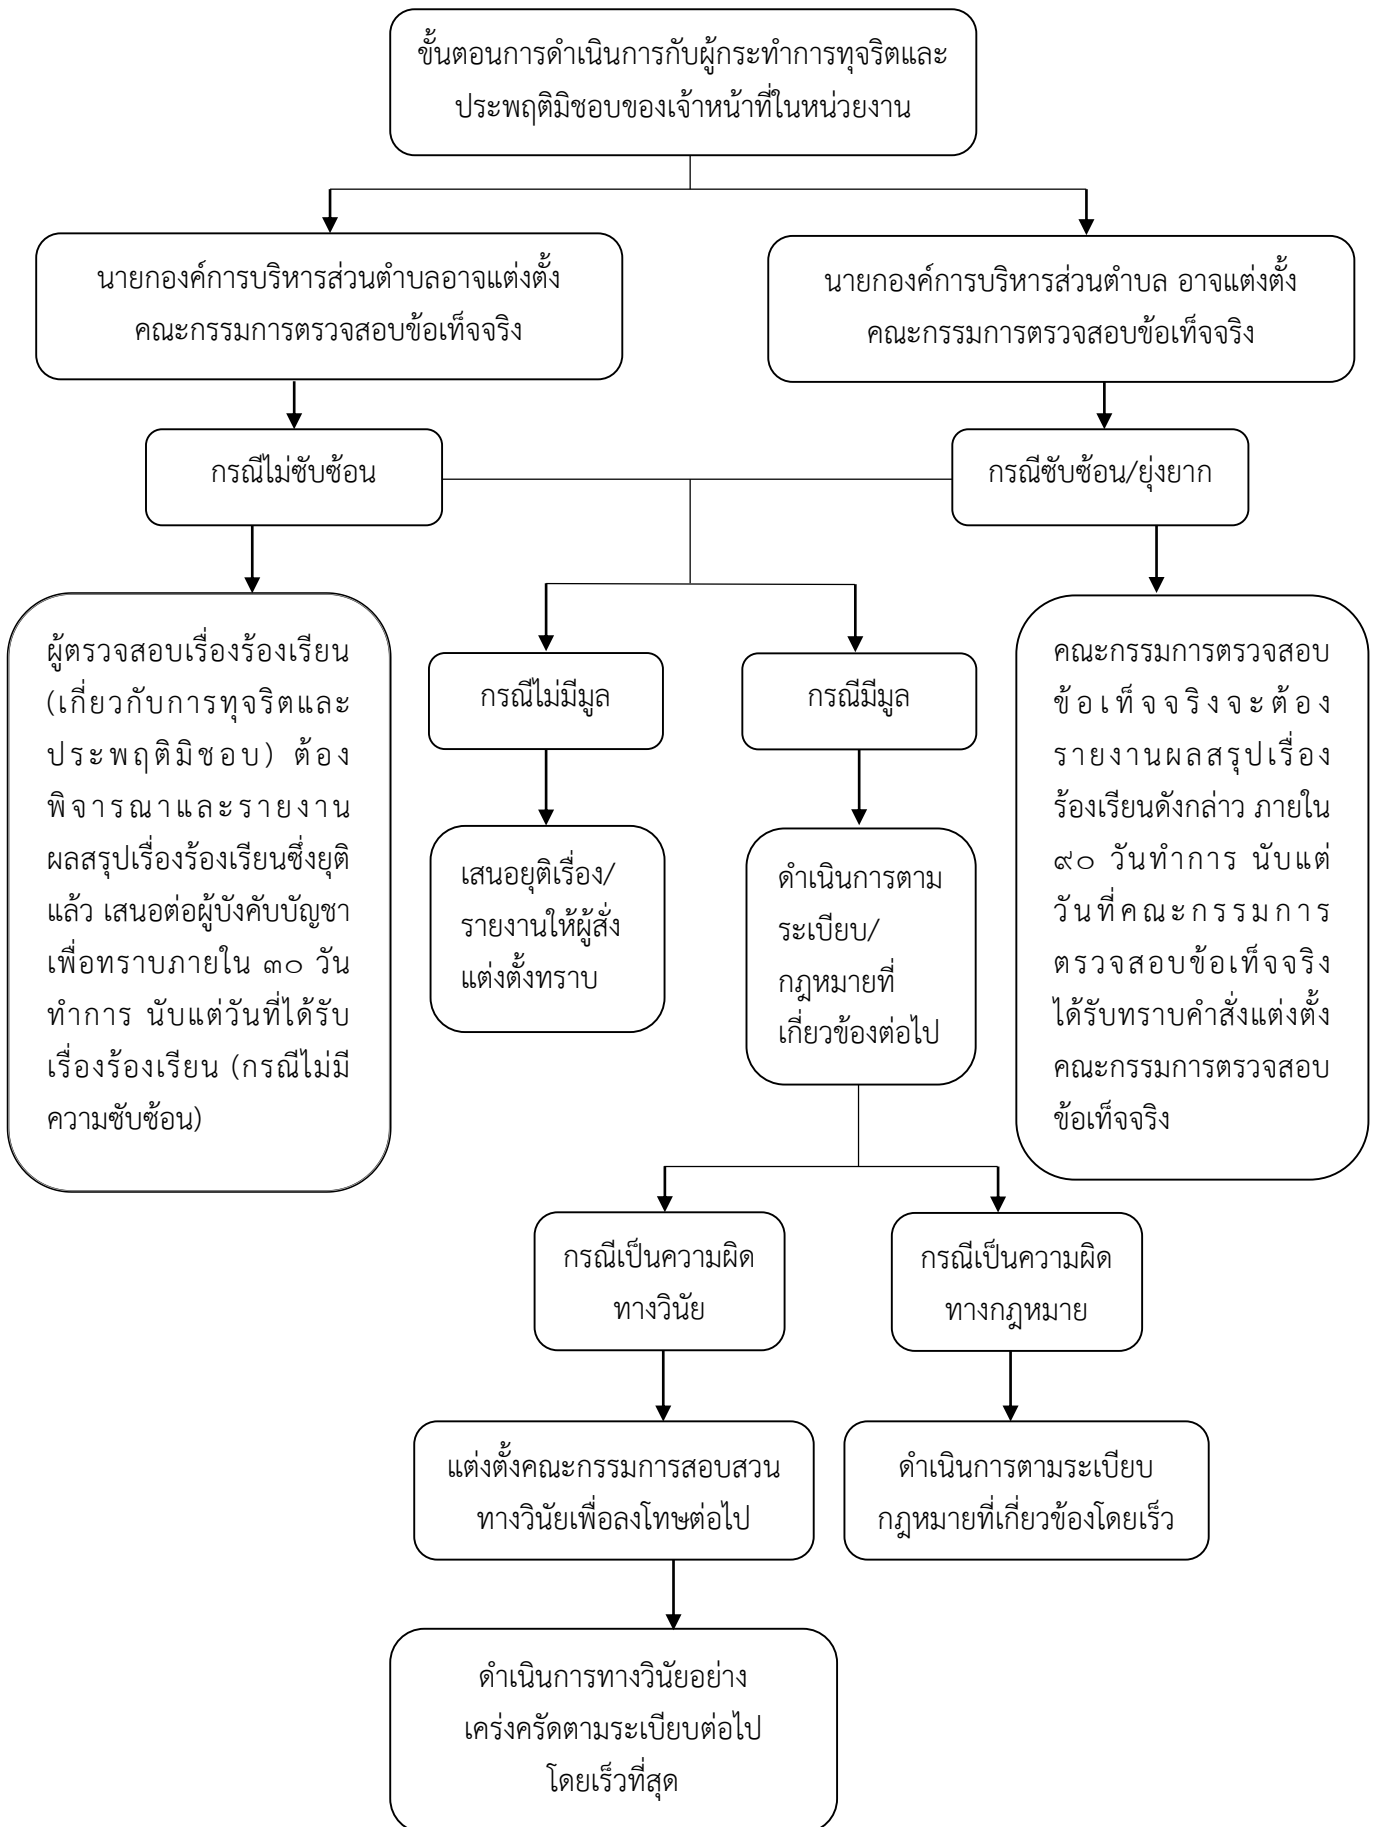 ขั้นตอนการดำเนินการกับผู้กระทำการทุจริตและ
ประพฤติมิชอบของเจ้าหน้าที่ในหน่วยงาน
นายกองค์การบริหารส่วนตำบลอาจแต่งตั้ง
คณะกรรมการตรวจสอบข้อเท็จจริง
นายกองค์การบริหารส่วนตำบล อาจแต่งตั้ง
คณะกรรมการตรวจสอบข้อเท็จจริง
กรณีไม่ซับซ้อน
กรณีซับซ้อน/ยุ่งยาก
ผู้ตรวจสอบเรื่องร้องเรียน
(เกี่ยวกับการทุจริตและ
ประพฤติมิชอบ) ต้อง
พิจารณาและรายงาน
ผลสรุปเรื่องร้องเรียนซึ่งยุติ
แล้ว เสนอต่อผู้บังคับบัญชา
เพื่อทราบภายใน ๓๐ วัน
ทำการ นับแต่วันที่ได้รับ
เรื่องร้องเรียน (กรณีไม่มี
ความซับซ้อน)
กรณีไม่มีมูล
กรณีมีมูล
เสนอยุติเรื่อง/
รายงานให้ผู้สั่ง
แต่งตั้งทราบ
ดำเนินการตาม
ระเบียบ/
กฎหมายที่
เกี่ยวข้องต่อไป
คณะกรรมการตรวจสอบ
ข้อเท็จจริงจะต้อง
รายงานผลสรุปเรื่อง
ร้องเรียนดังกล่าว ภายใน
๙๐ วันทำการ นับแต่
วันที่คณะกรรมการ
ตรวจสอบข้อเท็จจริง
ได้รับทราบคำสั่งแต่งตั้ง
คณะกรรมการตรวจสอบ
ข้อเท็จจริง
กรณีเป็นความผิด
ทางวินัย
กรณีเป็นความผิด
ทางกฎหมาย
แต่งตั้งคณะกรรมการสอบสวน
ทางวินัยเพื่อลงโทษต่อไป
ดำเนินการตามระเบียบ
กฎหมายที่เกี่ยวข้องโดยเร็ว
ดำเนินการทางวินัยอย่าง
เคร่งครัดตามระเบียบต่อไป
โดยเร็วที่สุด